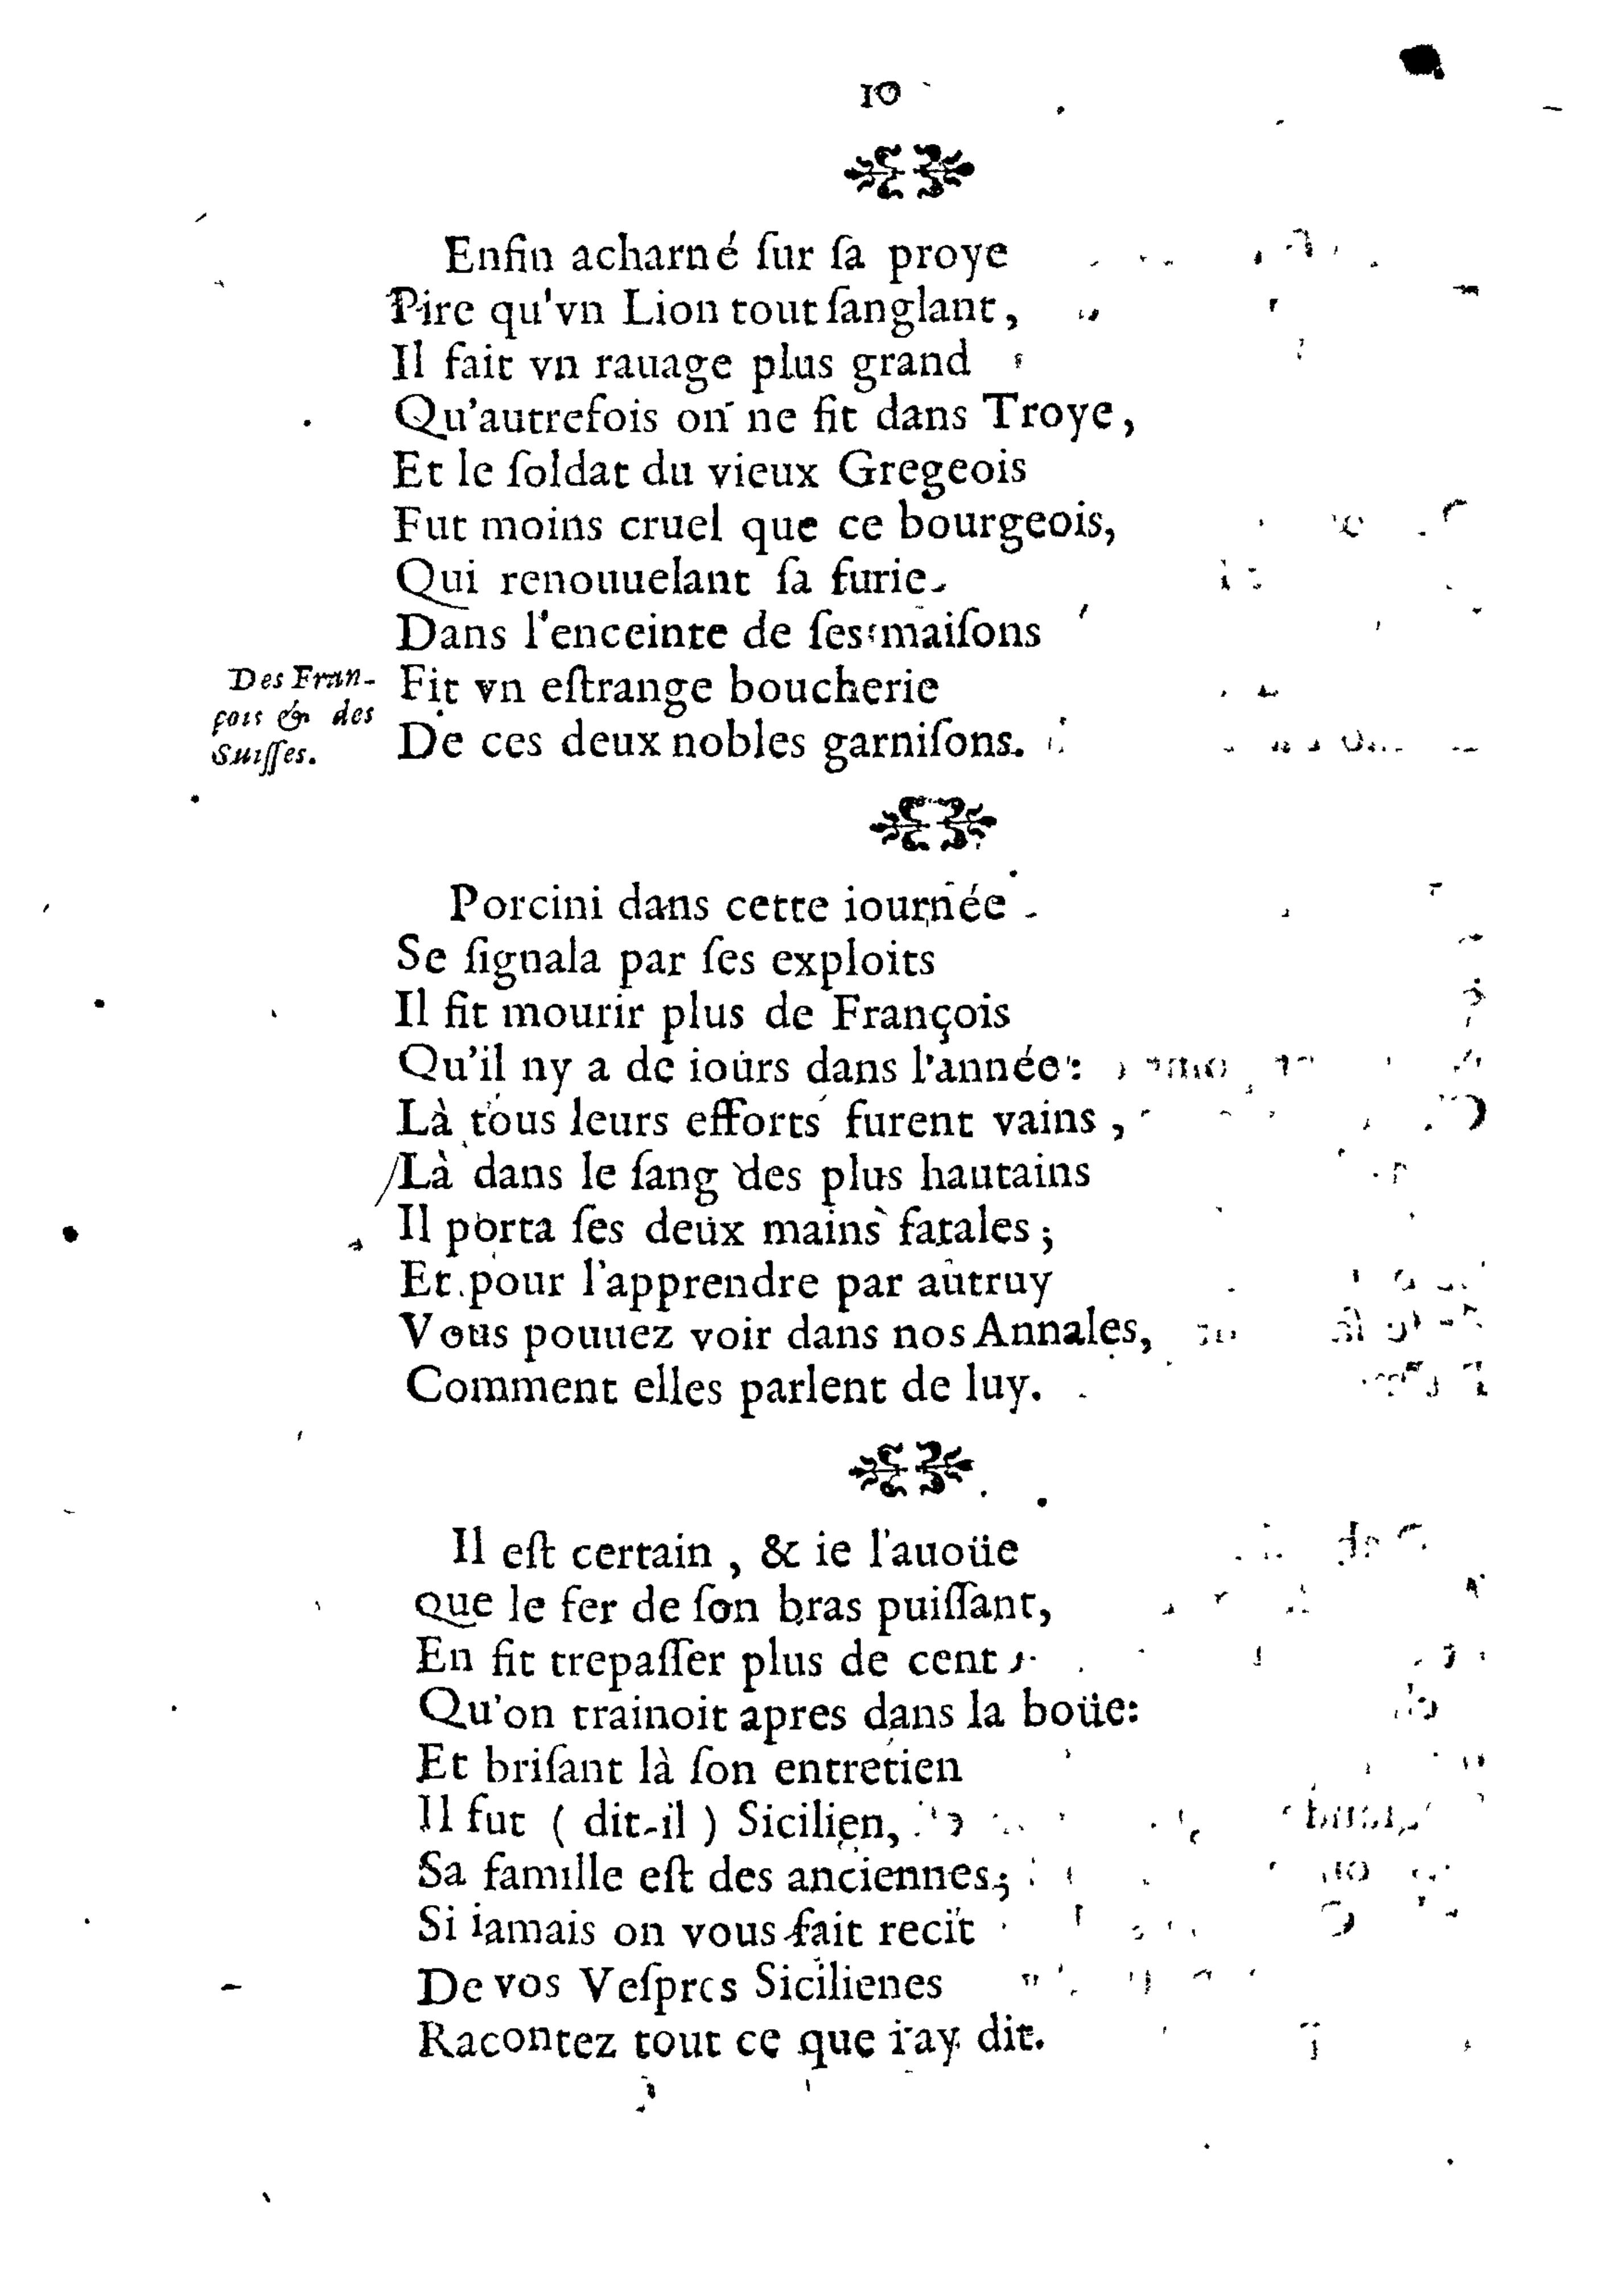 10
Enfin acharné ſur ſa proye
Pire qu'vn Lion tout ſanglant,
Il fait vn rauage plus grand
Qu'autrefois on ne fit dans Troye,
Et le ſoldat du vieux Gregeois
Fut moins cruel que ce bourgeois,
Qui renouuelant ſa furie
Dans l'enceinte de ſes maiſons
Fit vn eſtrange boucherie
De ces deux nobles garniſons.
Des Fran-
çois & des
Suiſſes.
Porcini dans cette iournée
Se ſignala par ſes exploits
Il fit mourir plus de François
Qu'il ny a de iours dans l'année:
Là tous leurs efforts furent vains,
Là dans le ſang des plus hautains
Il porta ſes deux mains fatales;
Et pour l'apprendre par autruy
Vous pouuez voir dans nos Annales,
Comment elles parlent de luy.
Il eſt certain, & ie l'auoüe
que le fer de ſon bras puiſſant,
En fit trepaſſer plus de cent
Qu'on trainoit apres dans la boüe:
Et briſant là ſon entretien
Il fut (dit-il) Sicilien,
Sa famille eſt des anciennes;
Si iamais on vous fait recit
De vos Veſpres Sicilienes
Racontez tout ce que i'ay dit.